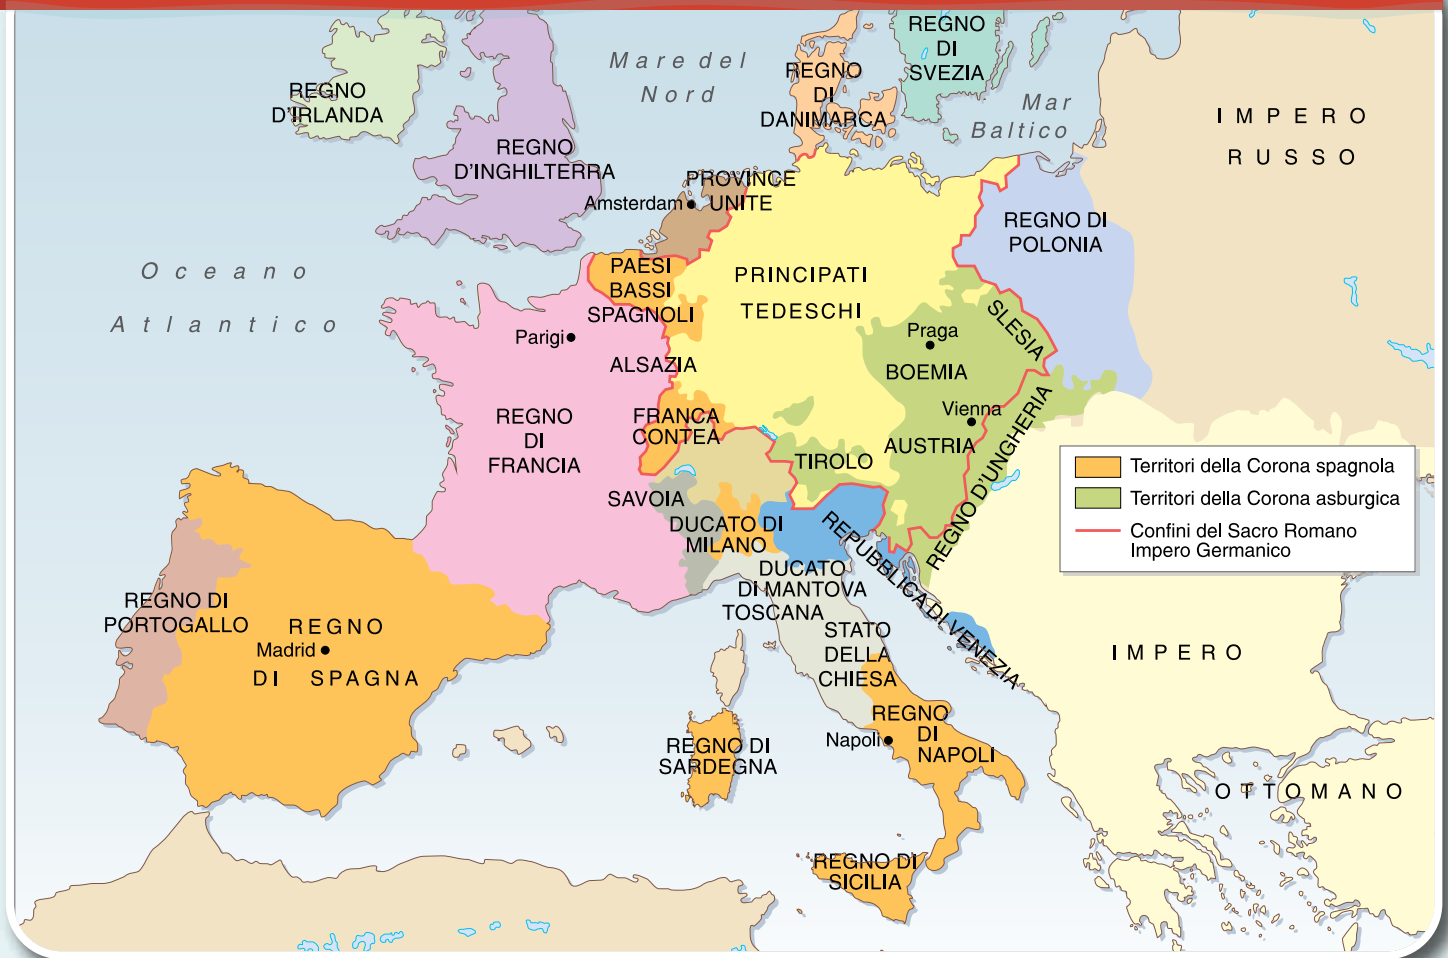 REGNO
D'IRLANDA
REGNO
D'INGHILTERRA
Mare del
Nord
REGNO
DI
DANIMARCA
REGNO
DI
SVEZIA
Mar
Baltico
IMPERO
RUSSO
PROVINCE
UNITE
Amsterdam
REGNO DI
POLONIA
Oceano
Atlantico
PAESI
BASSI
SPAGNOLI
PRINCIPATI
TEDESCHI
Parigi
ALSAZIA
Praga
BOEMIA
SLESIA
REGNO
DI
FRANCIA
FRANCA
CONTEA
Vienna
AUSTRIA
TIROLO
REGNO D'UNGHERIA
SAVOIA
DUCATO DI
MILANO
REPUBBLICA DI VENEZIA
DUCATO
DI MANTOVA
TOSCANA
STATO
DELLA
CHIESA
REGNO DI
PORTOGALLO
REGNO
Madrid
DI SPAGNA
REGNO DI
SARDEGNA
Napoli
REGNO
DI
NAPOLI
REGNO DI
SICILIA
IMPERO
OTTOMANO
Territori della Corona spagnola
Territori della Corona asburgica
Confini del Sacro Romano
Impero Germanico